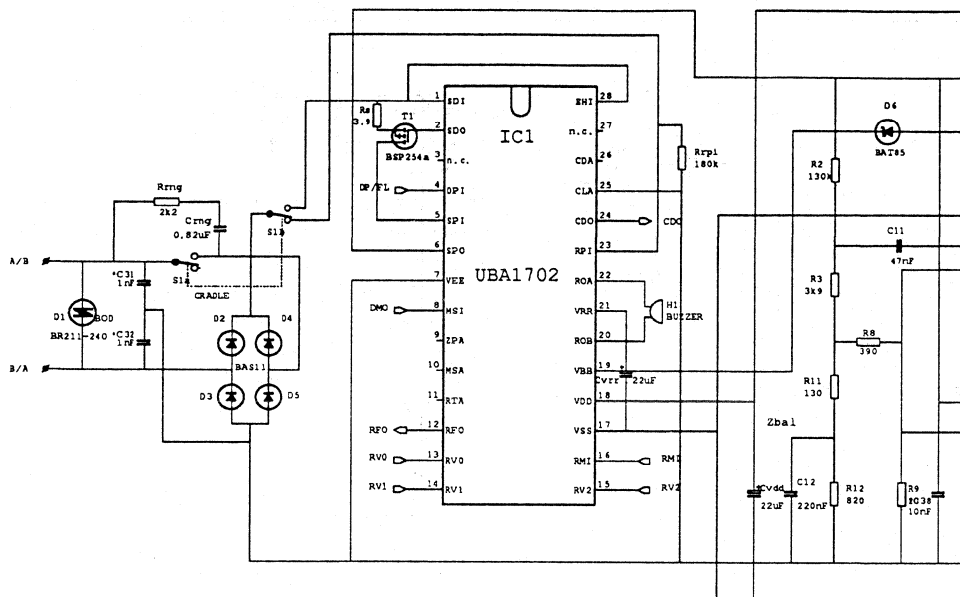 1 SDI
Rs
3.9
T1
2 SDO
BSP254a
3 n.c.
DP/FL
4 DPI
5 SPI
6 SPO
7 VEE
DMO
8 MSI
9 ZPA
10 MSA
11 RTA
RFO
12 RFO
RV0
13 RV0
RV1
14 RV1
IC1
UBA1702
EHI 28
n.c. 27
CDA 26
CLA 25
CDO 24
CDO
RPI 23
ROA 22
VRR 21
ROB 20
VBB 19
VDD 18
VSS 17
RMI 16
RMI
RV2 15
RV2
Rrpi
180k
H1
BUZZER
Cvrr
+
22uF
Rrng
2k2
Crng
0.82uF
S1b
A/B
S1a
CRADLE
*C31
1nF
D1
BOD
BR211-240
*C32
1nF
B/A
D2
D4
BAS11
D3
D5
D6
BAT85
R2
130k
C11
47nF
R3
3k9
R8
390
R11
130
Zbal
Cvdd
22uF
C12
220nF
R12
820
R9
*C38
10nF